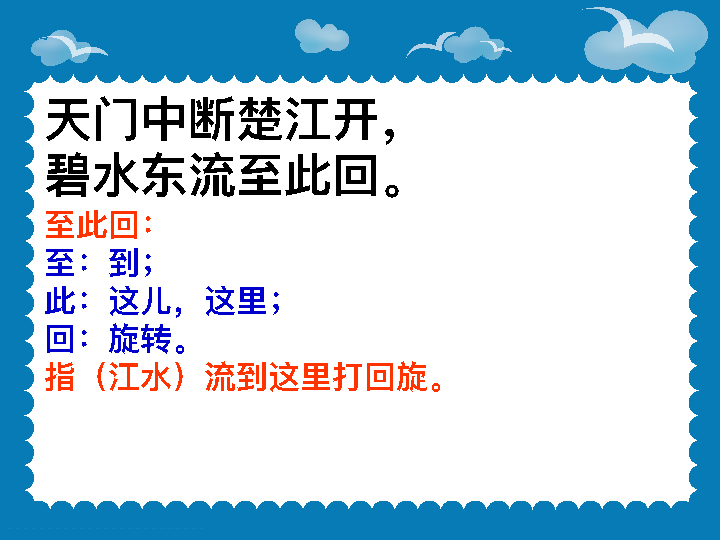 天门中断楚江开，
碧水东流至此回。
至此回：
至：到；
此：这儿，这里；
回：旋转。
指（江水）流到这里打回旋。